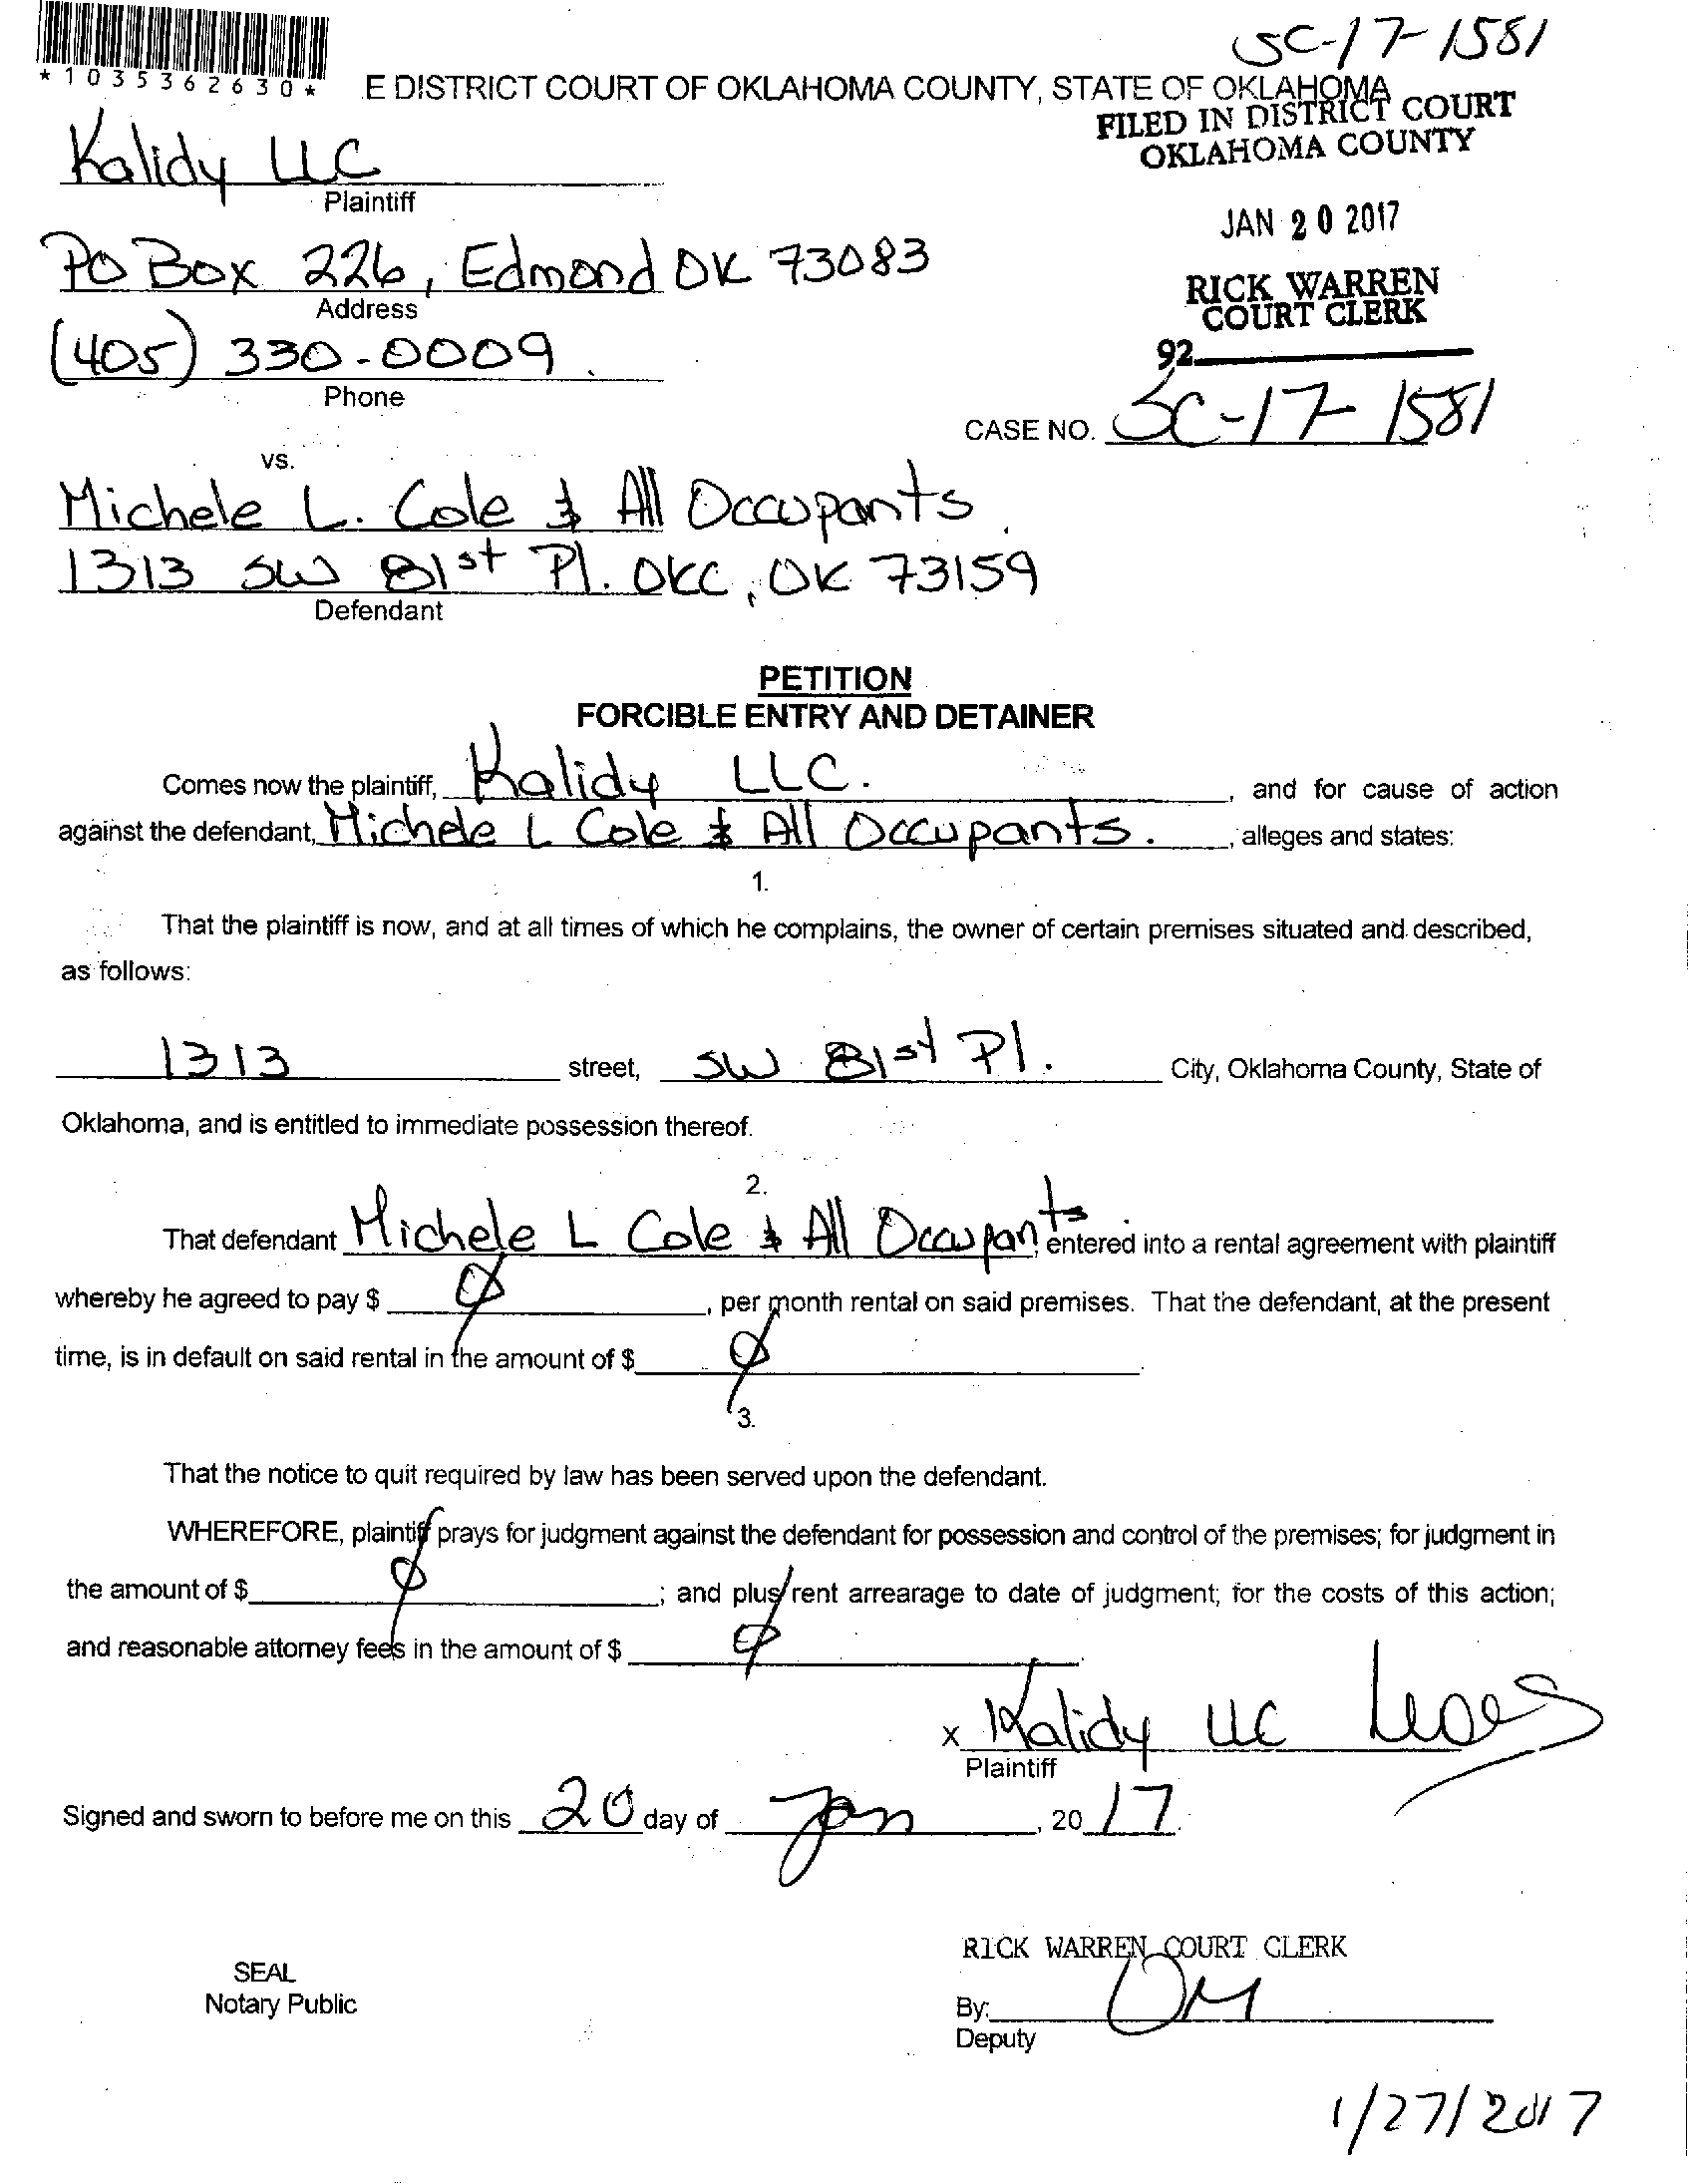 SC-17-1581
*1035362630*
E DISTRICT COURT OF OKLAHOMA COUNTY, STATE OF OKLAHOMA
FILED IN DISTRICT COURT
OKLAHOMA COUNTY
Kalidy LLC
Plaintiff
JAN 20 2017
PO Box 226, Edmond OK 73083
Address
RICK WARREN
COURT CLERK
(405) 330-0009
Phone
92
CASE NO. SC-17-1581
vs.
Michele L. Cole & All Occupants
1313 SW 81st Pl. OKC, OK 73159
Defendant
PETITION
FORCIBLE ENTRY AND DETAINER
Comes now the plaintiff, Kalidy LLC. , and for cause of action
against the defendant, Michele L Cole & All Occupants. , alleges and states:
1.
That the plaintiff is now, and at all times of which he complains, the owner of certain premises situated and described,
as follows:
1313 street, SW 81st Pl. City, Oklahoma County, State of
Oklahoma, and is entitled to immediate possession thereof.
2.
That defendant Michele L Cole & All Occupants, entered into a rental agreement with plaintiff
whereby he agreed to pay $ Ø , per month rental on said premises. That the defendant, at the present
time, is in default on said rental in the amount of $ Ø .
3.
That the notice to quit required by law has been served upon the defendant.
WHEREFORE, plaintiff prays for judgment against the defendant for possession and control of the premises; for judgment in
the amount of $ Ø ; and plus rent arrearage to date of judgment; for the costs of this action;
and reasonable attorney fees in the amount of $ Ø .
x Kalidy LLC
Plaintiff
Signed and sworn to before me on this 20 day of Jan , 20 17.
RICK WARREN COURT CLERK
SEAL
Notary Public
By:
Deputy
1/27/2017